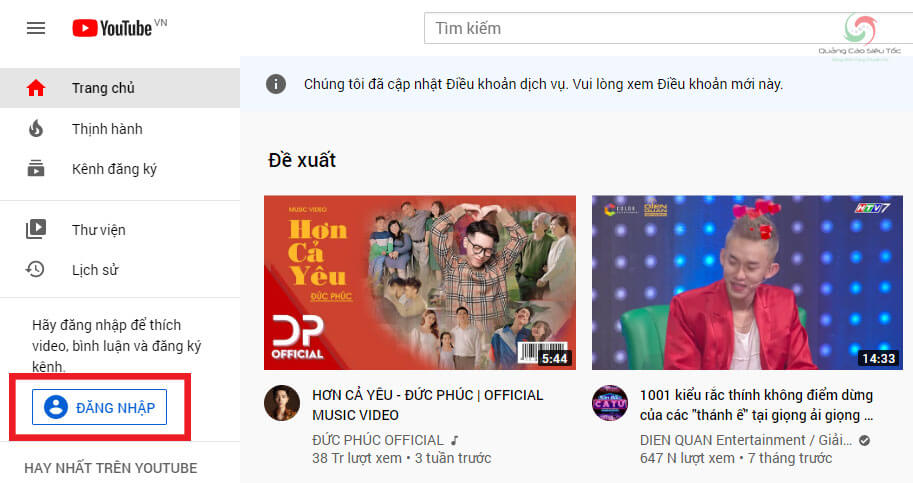 YouTube VN
Tìm kiếm
Quảng Cáo Siêu Tốc
Trang chủ
Thịnh hành
Kênh đăng ký
Thư viện
Lịch sử
Hãy đăng nhập để thích
video, bình luận và đăng ký
kênh.
ĐĂNG NHẬP
HAY NHẤT TRÊN YOUTUBE
Chúng tôi đã cập nhật Điều khoản dịch vụ. Vui lòng xem Điều khoản mới này.
Đề xuất
MUSIC VIDEO
Hơn
Cả
Yêu
ĐỨC PHÚC
DP
OFFICIAL
5:44
HƠN CẢ YÊU - ĐỨC PHÚC | OFFICIAL
MUSIC VIDEO
ĐỨC PHÚC OFFICIAL
38 Tr lượt xem • 3 tuần trước
COLOR
DIEN
QUAN
HTV7
14:33
1001 kiểu rắc thính không điểm dừng
của các "thánh ế" tại giọng ải giọng ...
DIEN QUAN Entertainment / Giải...
647 N lượt xem • 7 tháng trước